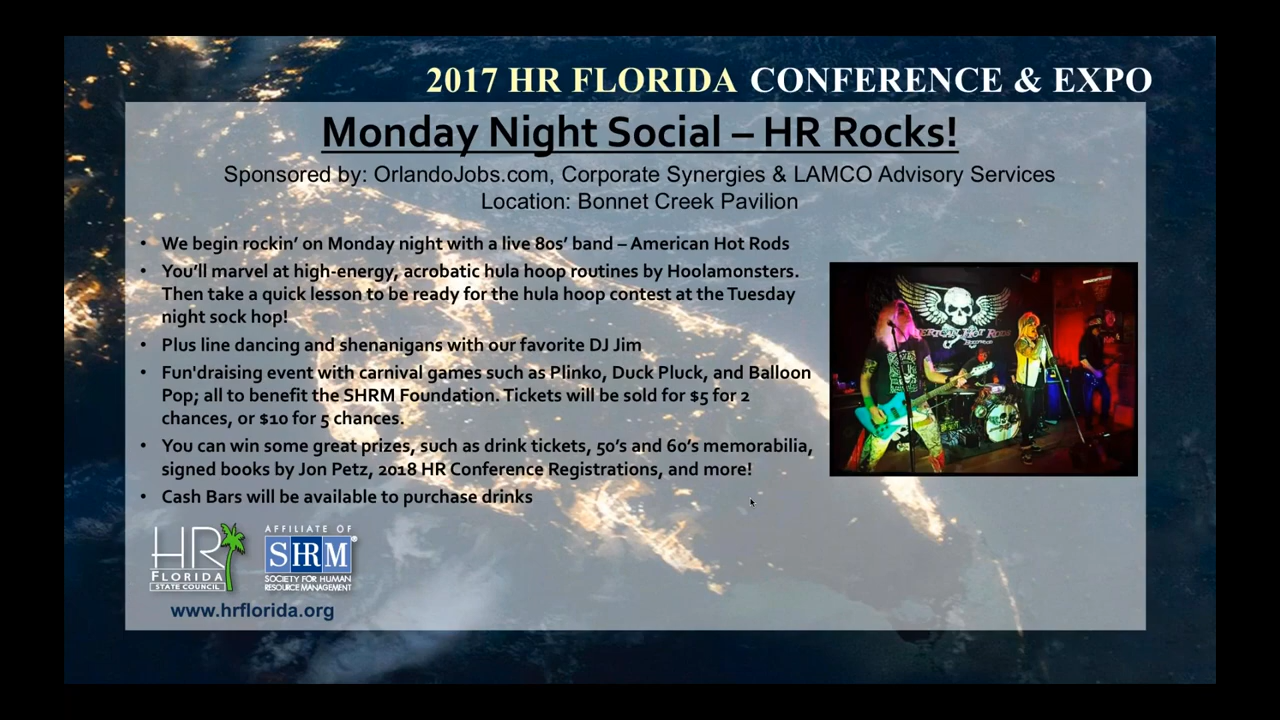 2017 HR FLORIDA CONFERENCE & EXPO
Monday Night Social – HR Rocks!
Sponsored by: OrlandoJobs.com, Corporate Synergies & LAMCO Advisory Services
Location: Bonnet Creek Pavilion
• We begin rockin’ on Monday night with a live 80s’ band – American Hot Rods
• You’ll marvel at high-energy, acrobatic hula hoop routines by Hoolamonsters.
Then take a quick lesson to be ready for the hula hoop contest at the Tuesday
night sock hop!
• Plus line dancing and shenanigans with our favorite DJ Jim
• Fun'draising event with carnival games such as Plinko, Duck Pluck, and Balloon
Pop; all to benefit the SHRM Foundation. Tickets will be sold for $5 for 2
chances, or $10 for 5 chances.
• You can win some great prizes, such as drink tickets, 50’s and 60’s memorabilia,
signed books by Jon Petz, 2018 HR Conference Registrations, and more!
• Cash Bars will be available to purchase drinks
HR
FLORIDA
STATE COUNCIL
AFFILIATE OF
SHRM®
SOCIETY FOR HUMAN
RESOURCE MANAGEMENT
www.hrflorida.org